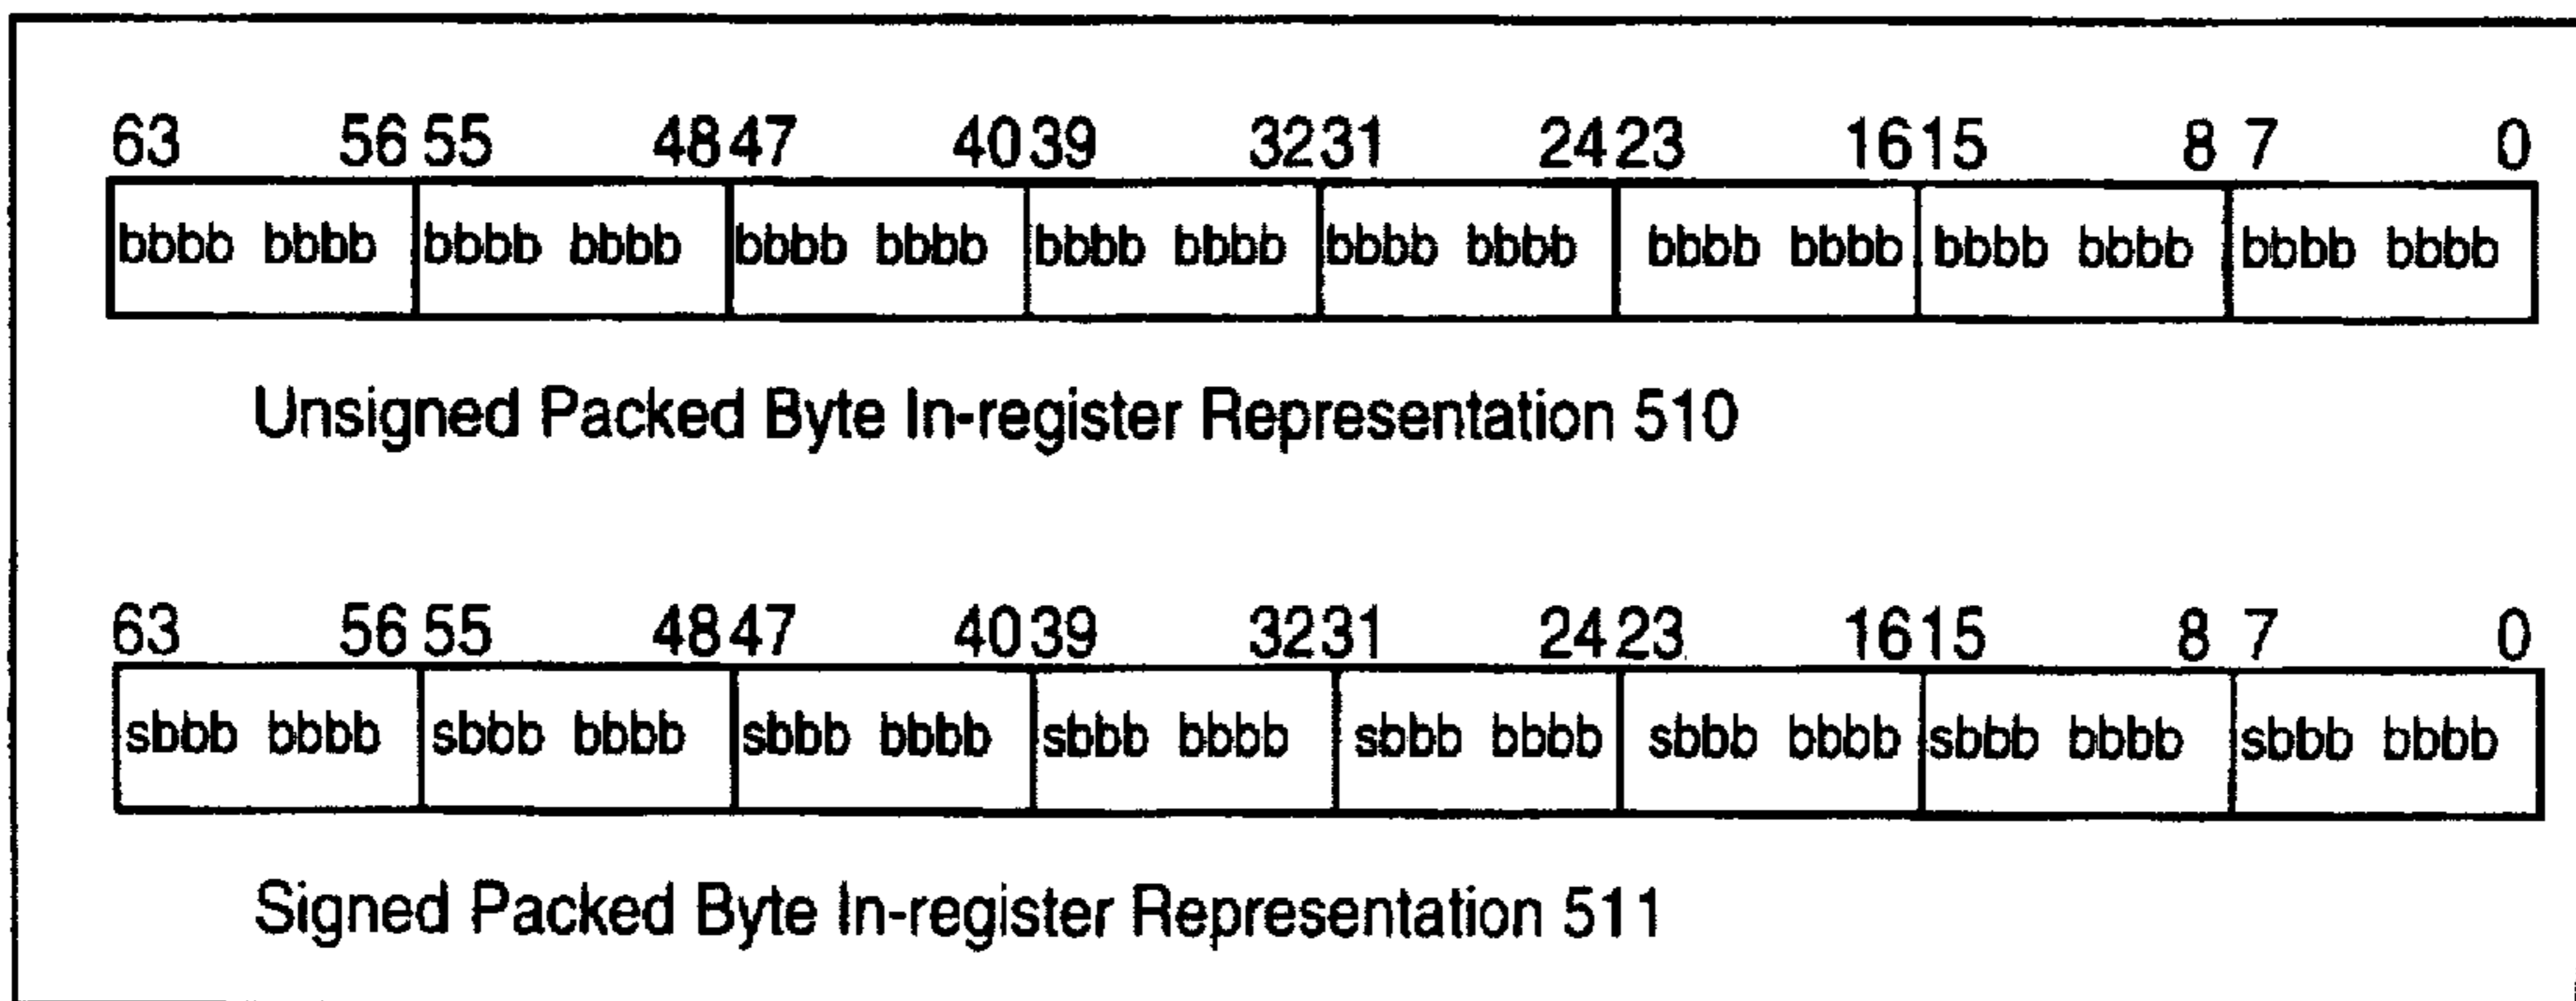 63 56 55 48 47 40 39 32 31 24 23 16 15 8 7 0
bbbb bbbb bbbb bbbb bbbb bbbb bbbb bbbb bbbb bbbb bbbb bbbb bbbb bbbb bbbb bbbb
Unsigned Packed Byte In-register Representation 510
63 56 55 48 47 40 39 32 31 24 23 16 15 8 7 0
sbbb bbbb sbbb bbbb sbbb bbbb sbbb bbbb sbbb bbbb sbbb bbbb sbbb bbbb sbbb bbbb
Signed Packed Byte In-register Representation 511